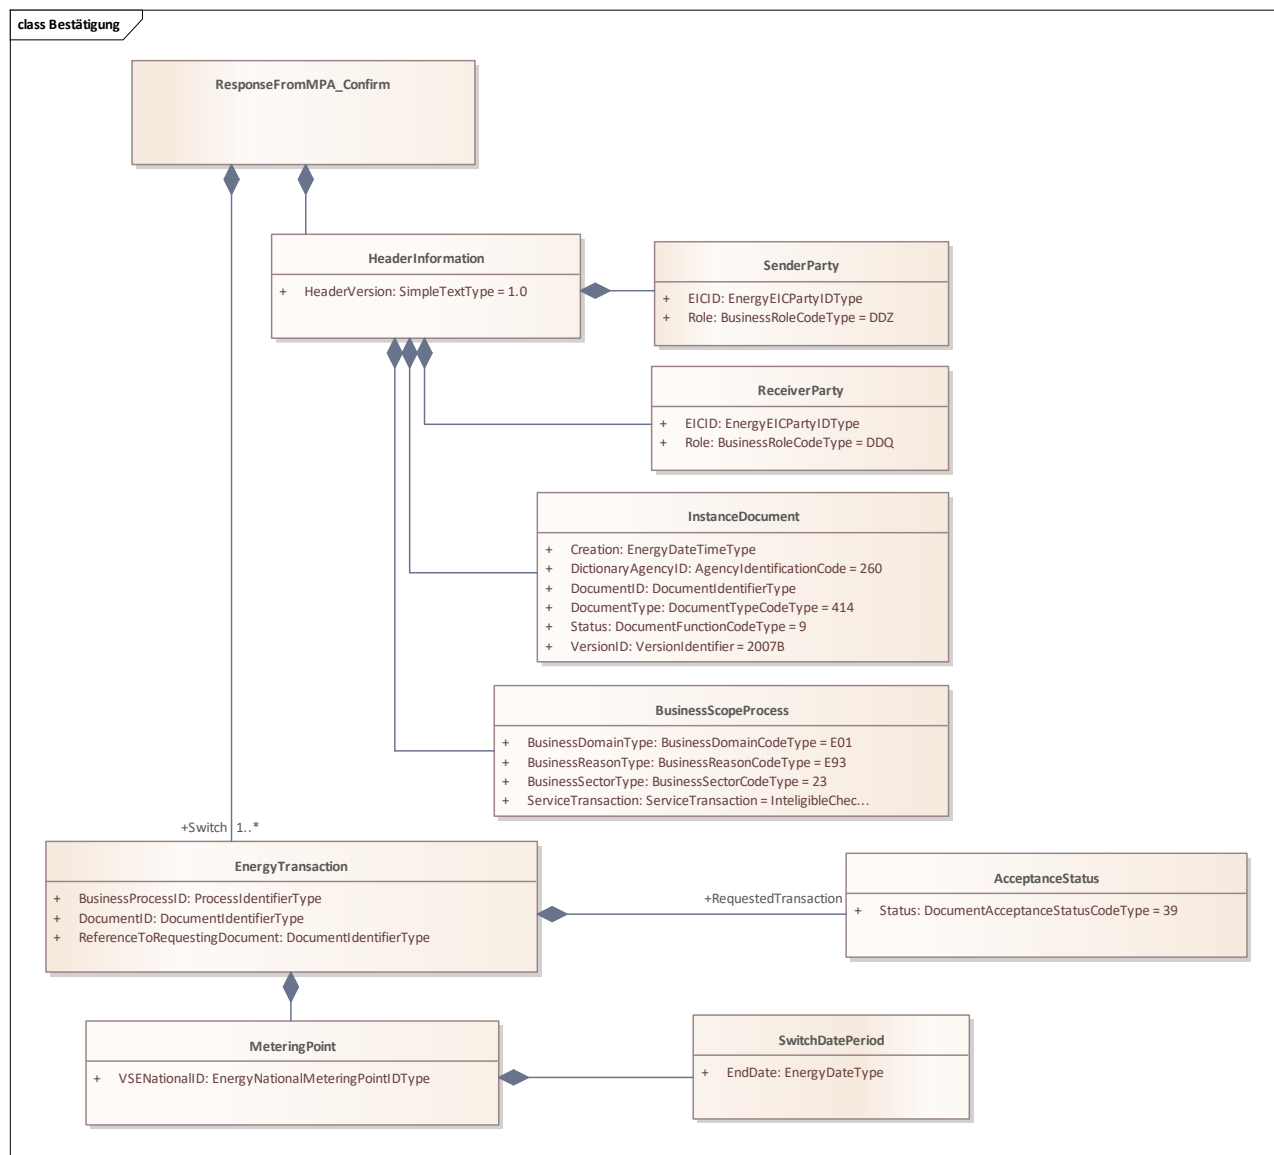 class Bestätigung
ResponseFromMPA_Confirm
HeaderInformation
+ HeaderVersion: SimpleTextType = 1.0
SenderParty
+ EICID: EnergyEICPartyIDType
+ Role: BusinessRoleCodeType = DDZ
ReceiverParty
+ EICID: EnergyEICPartyIDType
+ Role: BusinessRoleCodeType = DDQ
InstanceDocument
+ Creation: EnergyDateTimeType
+ DictionaryAgencyID: AgencyIdentificationCode = 260
+ DocumentID: DocumentIdentifierType
+ DocumentType: DocumentTypeCodeType = 414
+ Status: DocumentFunctionCodeType = 9
+ VersionID: VersionIdentifier = 2007B
BusinessScopeProcess
+ BusinessDomainType: BusinessDomainCodeType = E01
+ BusinessReasonType: BusinessReasonCodeType = E93
+ BusinessSectorType: BusinessSectorCodeType = 23
+ ServiceTransaction: ServiceTransaction = InteligibleChec...
+Switch 1..*
EnergyTransaction
+ BusinessProcessID: ProcessIdentifierType
+ DocumentID: DocumentIdentifierType
+ ReferenceToRequestingDocument: DocumentIdentifierType
+RequestedTransaction
AcceptanceStatus
+ Status: DocumentAcceptanceStatusCodeType = 39
MeteringPoint
+ VSENationalID: EnergyNationalMeteringPointIDType
SwitchDatePeriod
+ EndDate: EnergyDateType